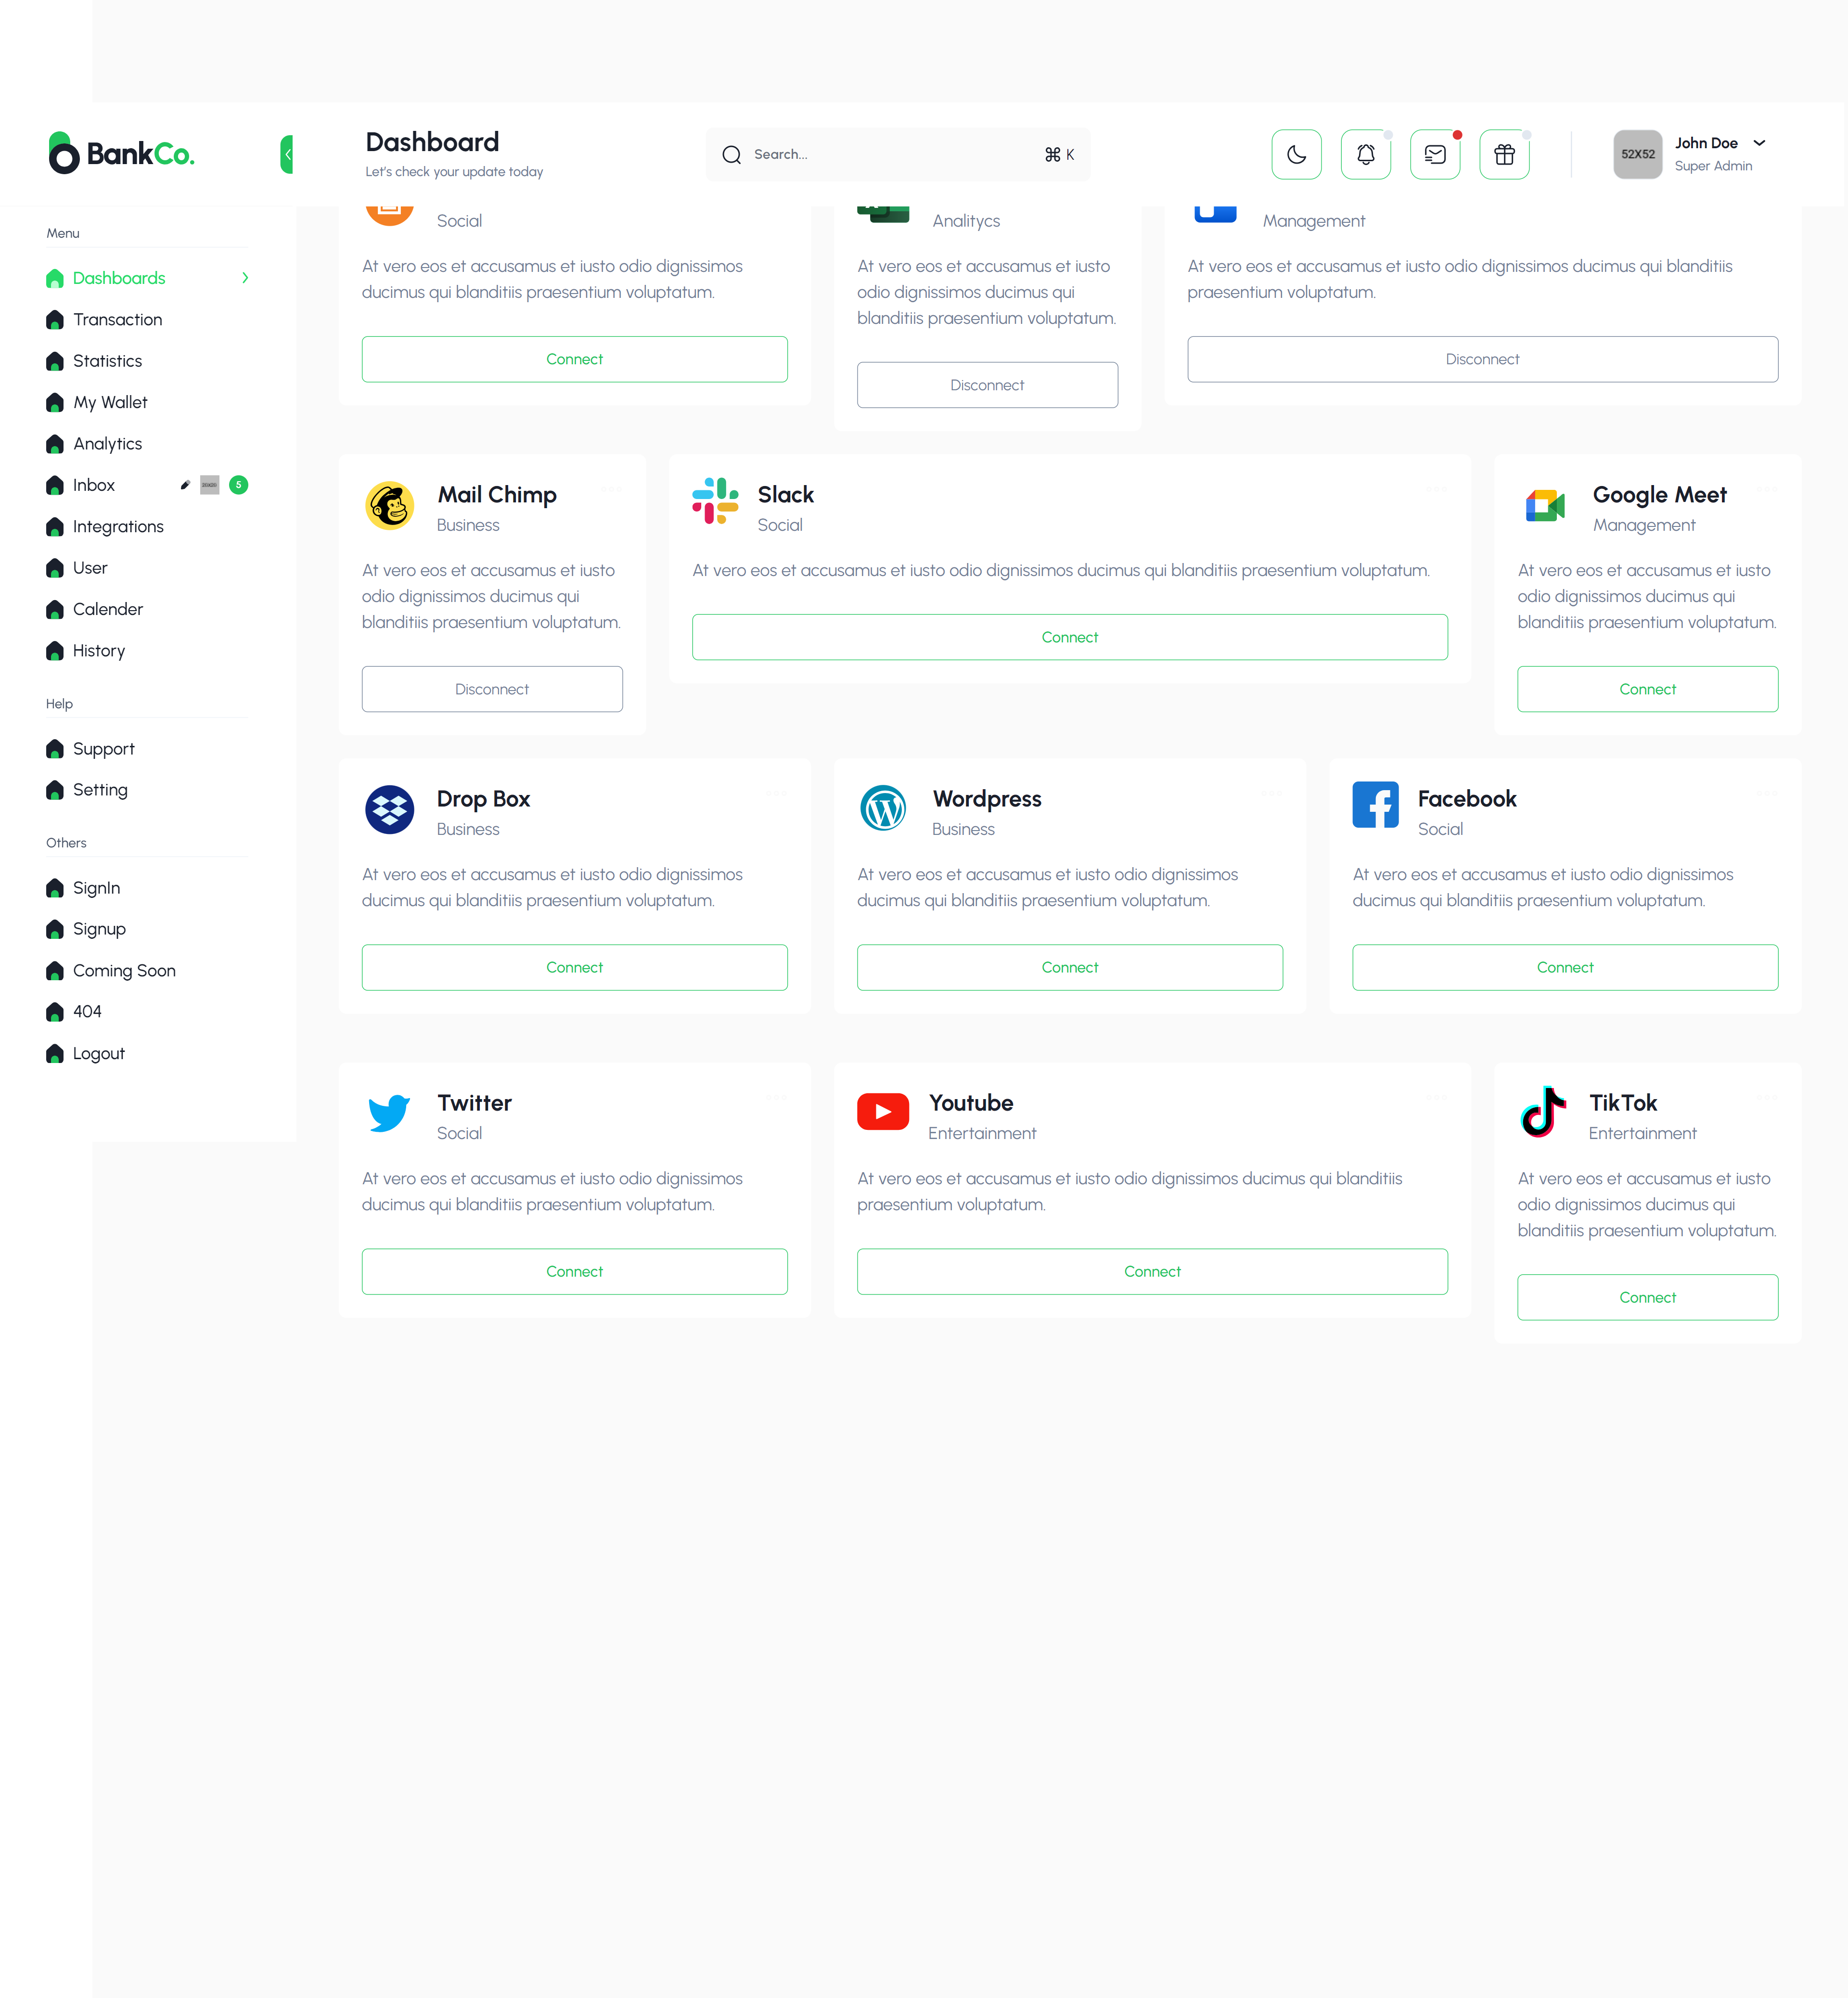 BankCo.
Dashboard
Let's check your update today
Search...
⌘ K
52X52
John Doe
Super Admin
Menu
Dashboards
Transaction
Statistics
My Wallet
Analytics
Inbox
5
Integrations
User
Calender
History
Help
Support
Setting
Others
SignIn
Signup
Coming Soon
404
Logout
Social
At vero eos et accusamus et iusto odio dignissimos
ducimus qui blanditiis praesentium voluptatum.
Connect
Analitycs
At vero eos et accusamus et iusto
odio dignissimos ducimus qui
blanditiis praesentium voluptatum.
Disconnect
Management
At vero eos et accusamus et iusto odio dignissimos ducimus qui blanditiis
praesentium voluptatum.
Disconnect
Mail Chimp
Business
At vero eos et accusamus et iusto
odio dignissimos ducimus qui
blanditiis praesentium voluptatum.
Disconnect
Slack
Social
At vero eos et accusamus et iusto odio dignissimos ducimus qui blanditiis praesentium voluptatum.
Connect
Google Meet
Management
At vero eos et accusamus et iusto
odio dignissimos ducimus qui
blanditiis praesentium voluptatum.
Connect
Drop Box
Business
At vero eos et accusamus et iusto odio dignissimos
ducimus qui blanditiis praesentium voluptatum.
Connect
Wordpress
Business
At vero eos et accusamus et iusto odio dignissimos
ducimus qui blanditiis praesentium voluptatum.
Connect
Facebook
Social
At vero eos et accusamus et iusto odio dignissimos
ducimus qui blanditiis praesentium voluptatum.
Connect
Twitter
Social
At vero eos et accusamus et iusto odio dignissimos
ducimus qui blanditiis praesentium voluptatum.
Connect
Youtube
Entertainment
At vero eos et accusamus et iusto odio dignissimos ducimus qui blanditiis
praesentium voluptatum.
Connect
TikTok
Entertainment
At vero eos et accusamus et iusto
odio dignissimos ducimus qui
blanditiis praesentium voluptatum.
Connect